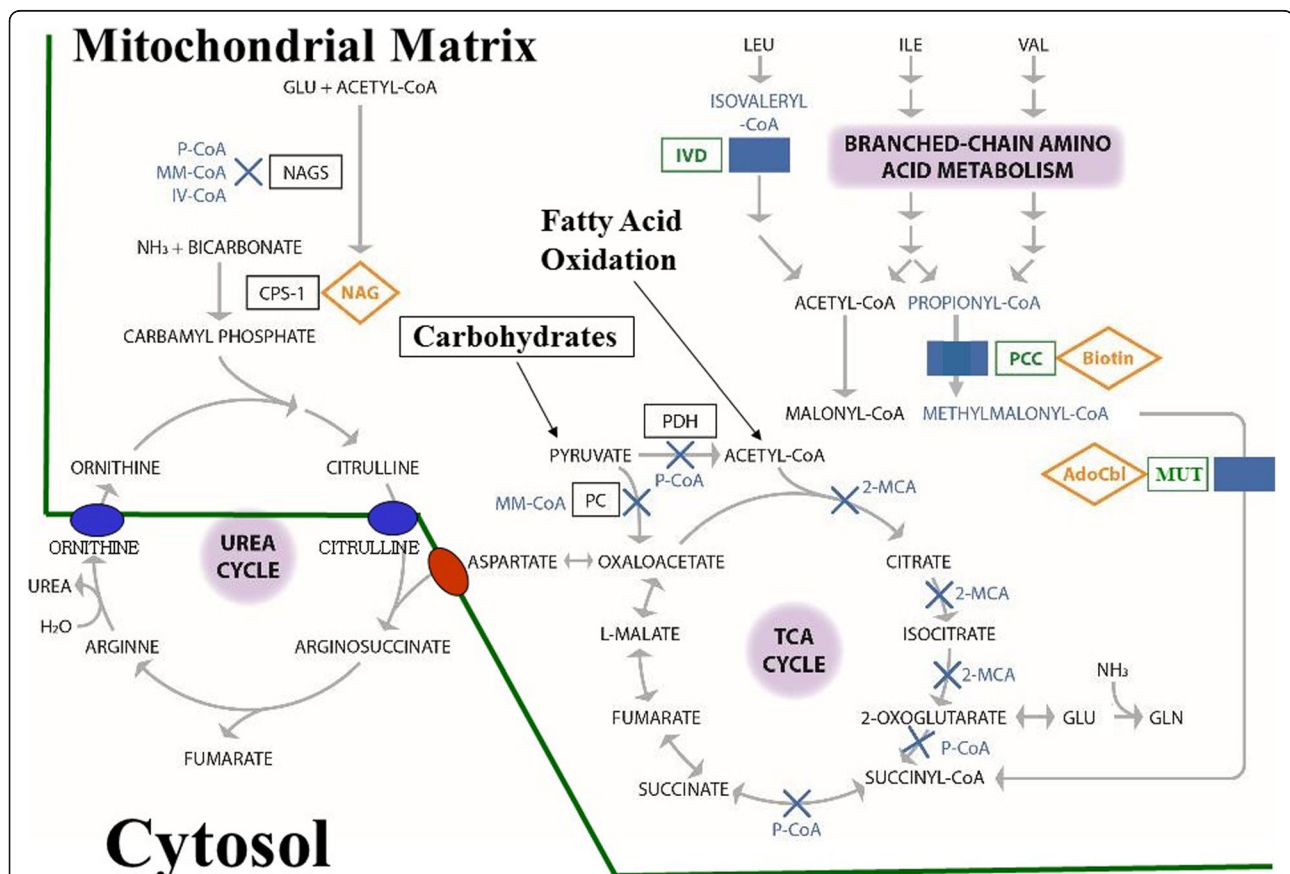 Mitochondrial Matrix
GLU + ACETYL-CoA
P-CoA
MM-CoA
IV-CoA
NAGS
NH₃ + BICARBONATE
CPS-1
NAG
CARBAMYL PHOSPHATE
ORNITHINE
CITRULLINE
ORNITHINE
CITRULLINE
UREA
CYCLE
UREA
H₂O
ARGINNE
ARGINOSUCCINATE
FUMARATE
Cytosol
LEU
ILE
VAL
ISOVALERYL
-CoA
IVD
BRANCHED-CHAIN AMINO
ACID METABOLISM
Fatty Acid
Oxidation
ACETYL-CoA
PROPIONYL-CoA
Carbohydrates
PCC
Biotin
MALONYL-CoA
METHYLMALONYL-CoA
PDH
PYRUVATE
ACETYL-CoA
P-CoA
AdoCbl
MUT
MM-CoA
PC
2-MCA
ASPARTATE
OXALOACETATE
CITRATE
2-MCA
L-MALATE
TCA
CYCLE
ISOCITRATE
2-MCA
NH₃
FUMARATE
2-OXOGLUTARATE
GLU
GLN
P-CoA
SUCCINATE
SUCCINYL-CoA
P-CoA